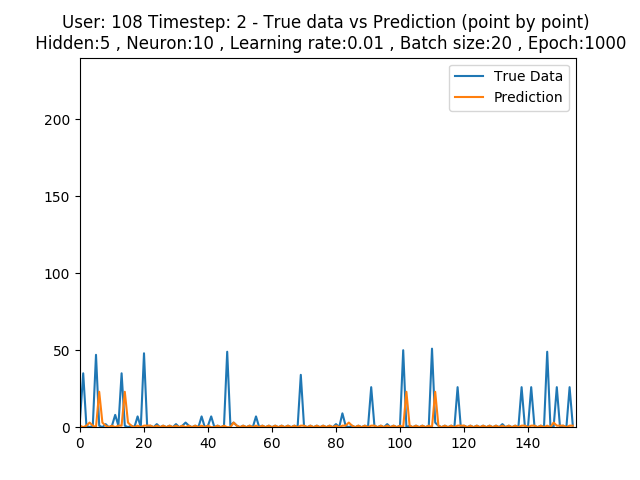 User: 108 Timestep: 2 - True data vs Prediction (point by point)
Hidden:5 , Neuron:10 , Learning rate:0.01 , Batch size:20 , Epoch:1000
True Data
Prediction
200
150
100
50
0
0 20 40 60 80 100 120 140